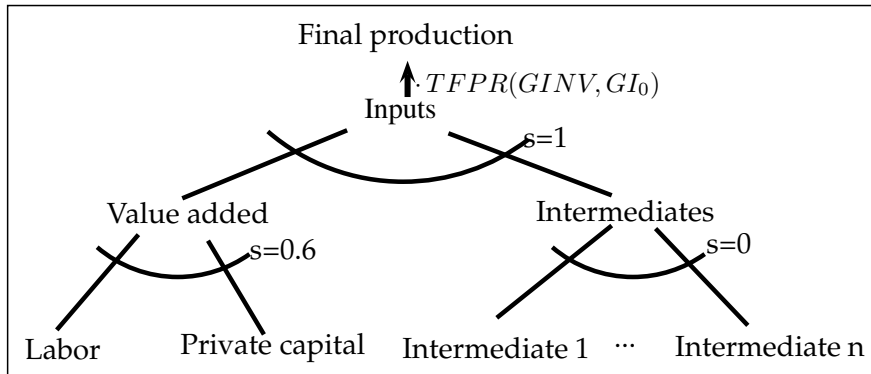 Final production
· TFPR(GINV, GI₀)
Inputs
s=1
Value added
Intermediates
s=0.6
s=0
Labor
Private capital
Intermediate 1
...
Intermediate n